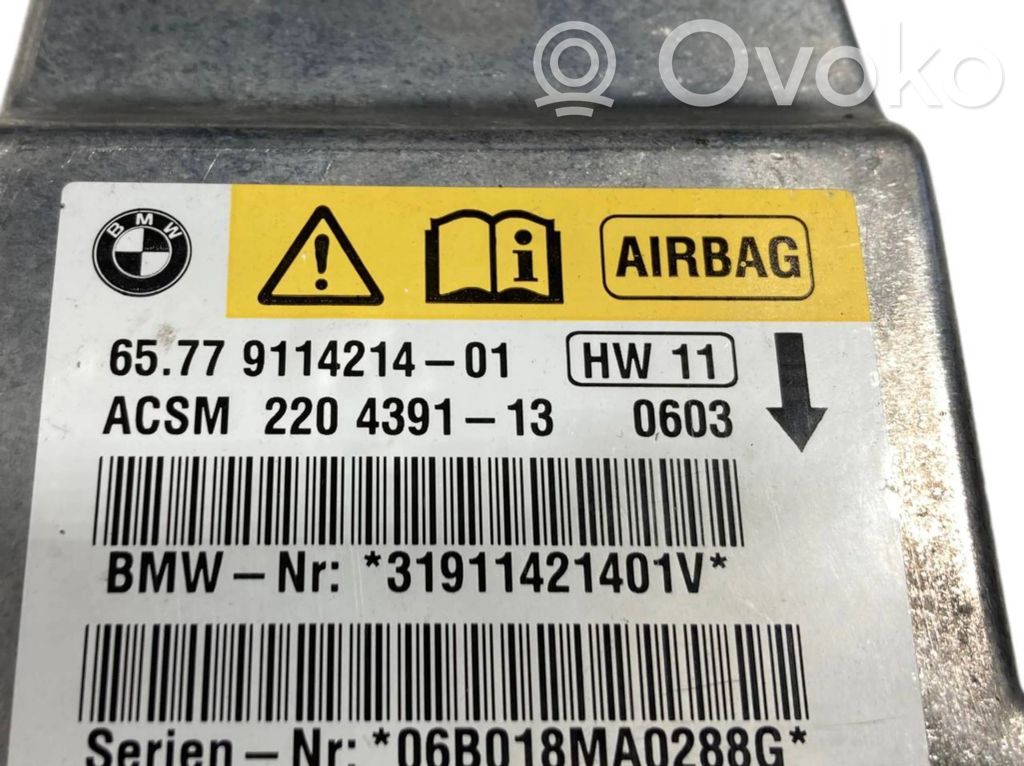 Ovoko
BMW
AIRBAG
65.77 9114214-01 HW 11
ACSM 220 4391-13 0603
BMW-Nr: *31911421401V*
Serien-Nr: *06B018MA0288G*